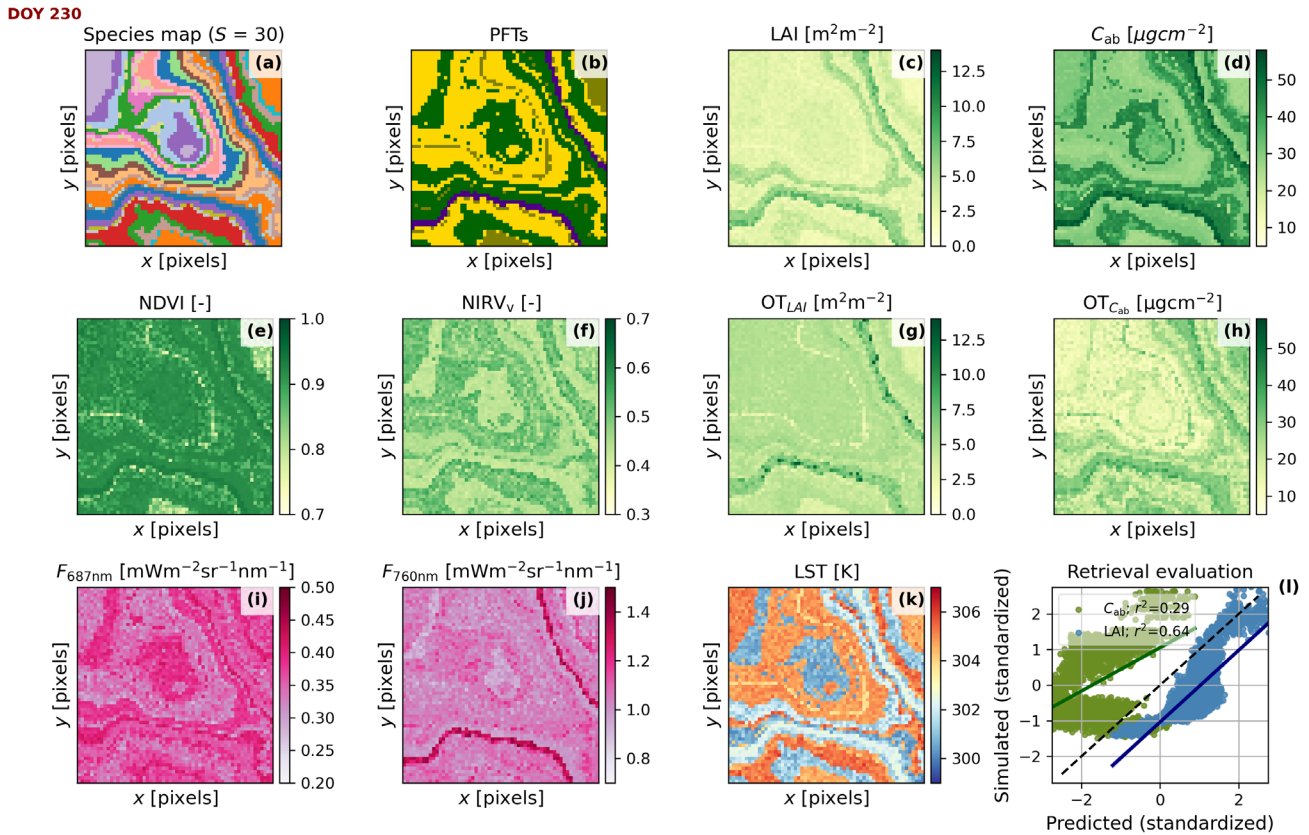 DOY 230
Species map (S = 30)
PFTs
LAI [m²m⁻²]
C_ab [μgcm⁻²]
(a)
(b)
(c)
(d)
12.5
10.0
7.5
5.0
2.5
0.0
50
40
30
20
10
y [pixels]
y [pixels]
y [pixels]
y [pixels]
x [pixels]
x [pixels]
x [pixels]
x [pixels]
NDVI [-]
NIRV_v [-]
OT_LAI [m²m⁻²]
OT_C_ab [μgcm⁻²]
(e)
(f)
(g)
(h)
1.0
0.9
0.8
0.7
0.7
0.6
0.5
0.4
0.3
12.5
10.0
7.5
5.0
2.5
0.0
50
40
30
20
10
y [pixels]
y [pixels]
y [pixels]
y [pixels]
x [pixels]
x [pixels]
x [pixels]
x [pixels]
F_687nm [mWm⁻²sr⁻¹nm⁻¹]
F_760nm [mWm⁻²sr⁻¹nm⁻¹]
LST [K]
Retrieval evaluation
(i)
(j)
(k)
(l)
0.50
0.45
0.40
0.35
0.30
0.25
0.20
1.4
1.2
1.0
0.8
306
304
302
300
C_ab; r²=0.29
LAI; r²=0.64
2
1
0
−1
−2
−2
0
2
y [pixels]
y [pixels]
y [pixels]
Simulated (standardized)
x [pixels]
x [pixels]
x [pixels]
Predicted (standardized)